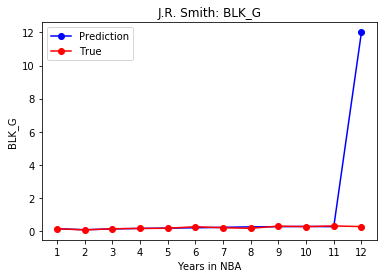 J.R. Smith: BLK_G
Prediction
True
12
10
8
6
4
2
0
BLK_G
1 2 3 4 5 6 7 8 9 10 11 12
Years in NBA